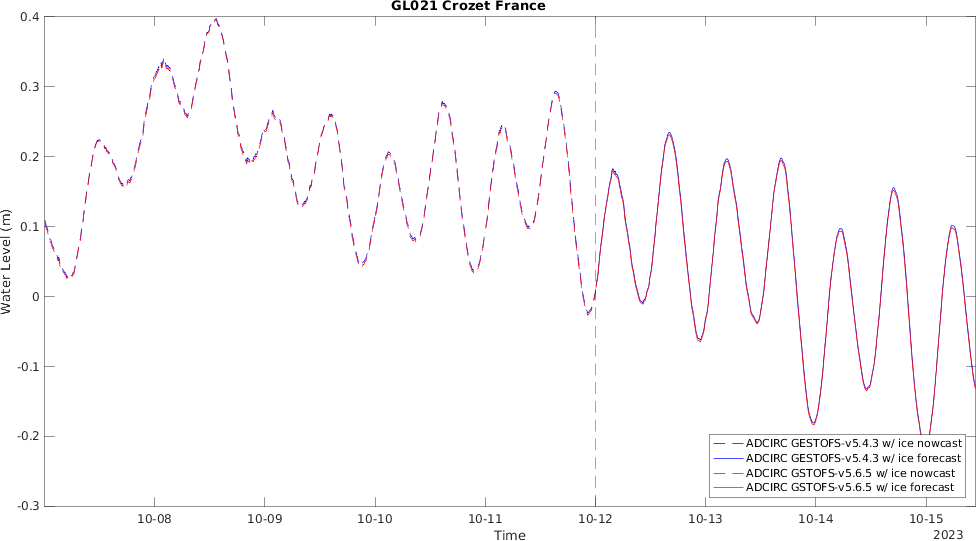 GL021 Crozet France
Water Level (m)
0.4
0.3
0.2
0.1
0
-0.1
-0.2
-0.3
ADCIRC GESTOFS-v5.4.3 w/ ice nowcast
ADCIRC GESTOFS-v5.4.3 w/ ice forecast
ADCIRC GSTOFS-v5.6.5 w/ ice nowcast
ADCIRC GSTOFS-v5.6.5 w/ ice forecast
10-08 10-09 10-10 10-11 10-12 10-13 10-14 10-15
Time
2023